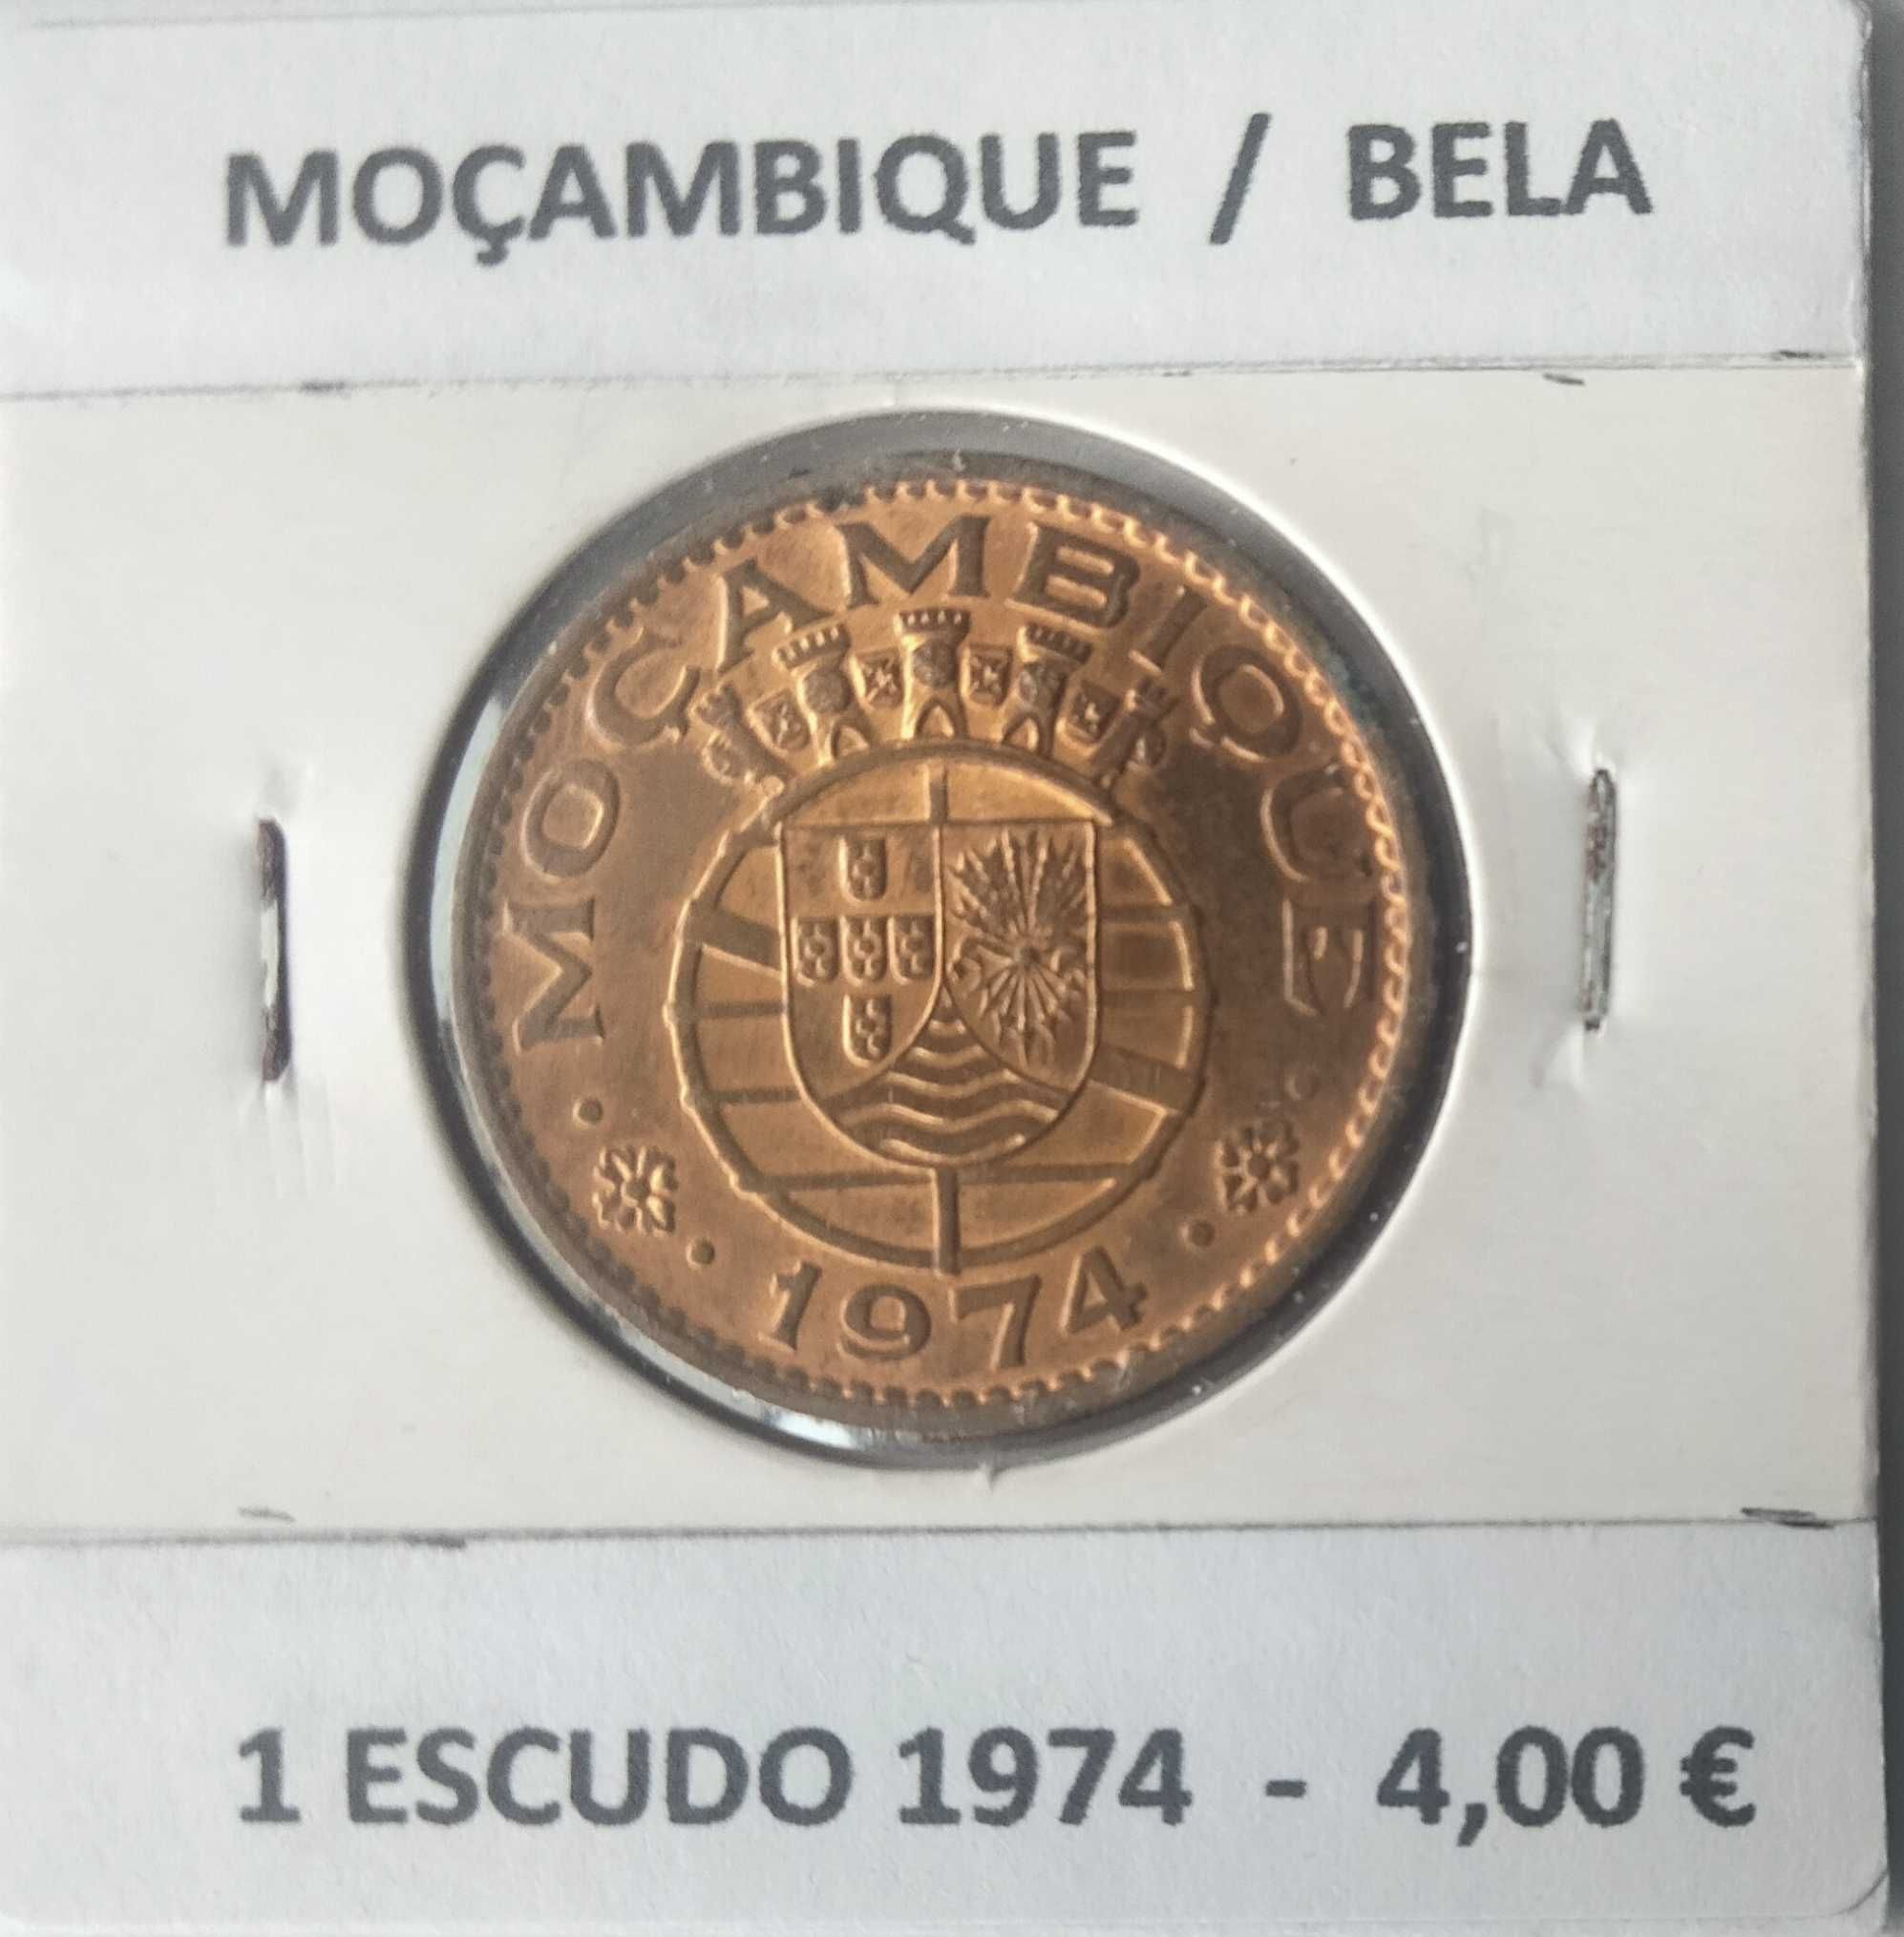 MOÇAMBIQUE / BELA
MOÇAMBIQUE
1974
1 ESCUDO 1974 - 4,00 €